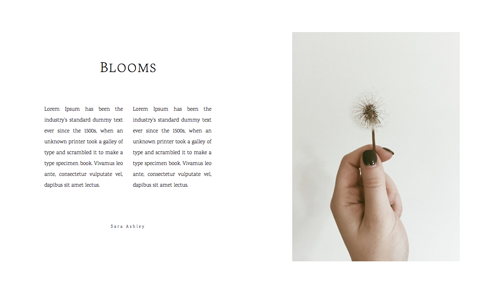 Blooms
Lorem Ipsum has been the
industry's standard dummy text
ever since the 1500s, when an
unknown printer took a galley of
type and scrambled it to make a
type specimen book. Vivamus leo
ante, consectetur vulputate vel,
dapibus sit amet lectus.
Lorem Ipsum has been the
industry's standard dummy text
ever since the 1500s, when an
unknown printer took a galley of
type and scrambled it to make a
type specimen book. Vivamus leo
ante, consectetur vulputate vel,
dapibus sit amet lectus.
Sara Ashley